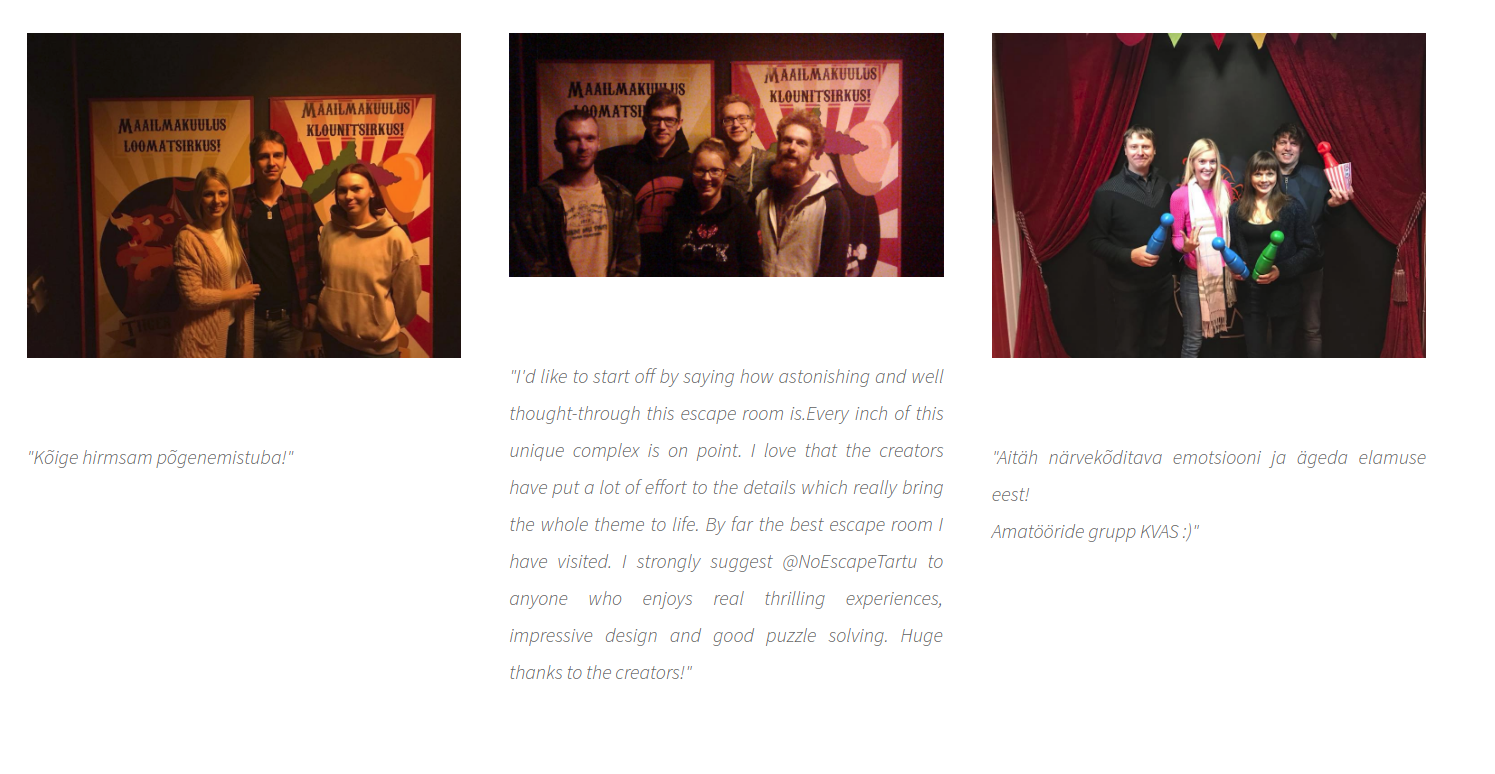 MAAILMAKUULUS
LOOMATSIRKUS!
MAAILMAKUULUS
KLOUNITSIRKUS!
MAAILMAKUULUS
MAAILMAKUULUS
KLOUNITSIRKUS!
"Kõige hirmsam põgenemistuba!"
"I'd like to start off by saying how astonishing and well
thought-through this escape room is.Every inch of this
unique complex is on point. I love that the creators
have put a lot of effort to the details which really bring
the whole theme to life. By far the best escape room I
have visited. I strongly suggest @NoEscapeTartu to
anyone who enjoys real thrilling experiences,
impressive design and good puzzle solving. Huge
thanks to the creators!"
"Aitäh närvekõditava emotsiooni ja ägeda elamuse
eest!
Amatööride grupp KVAS :)"